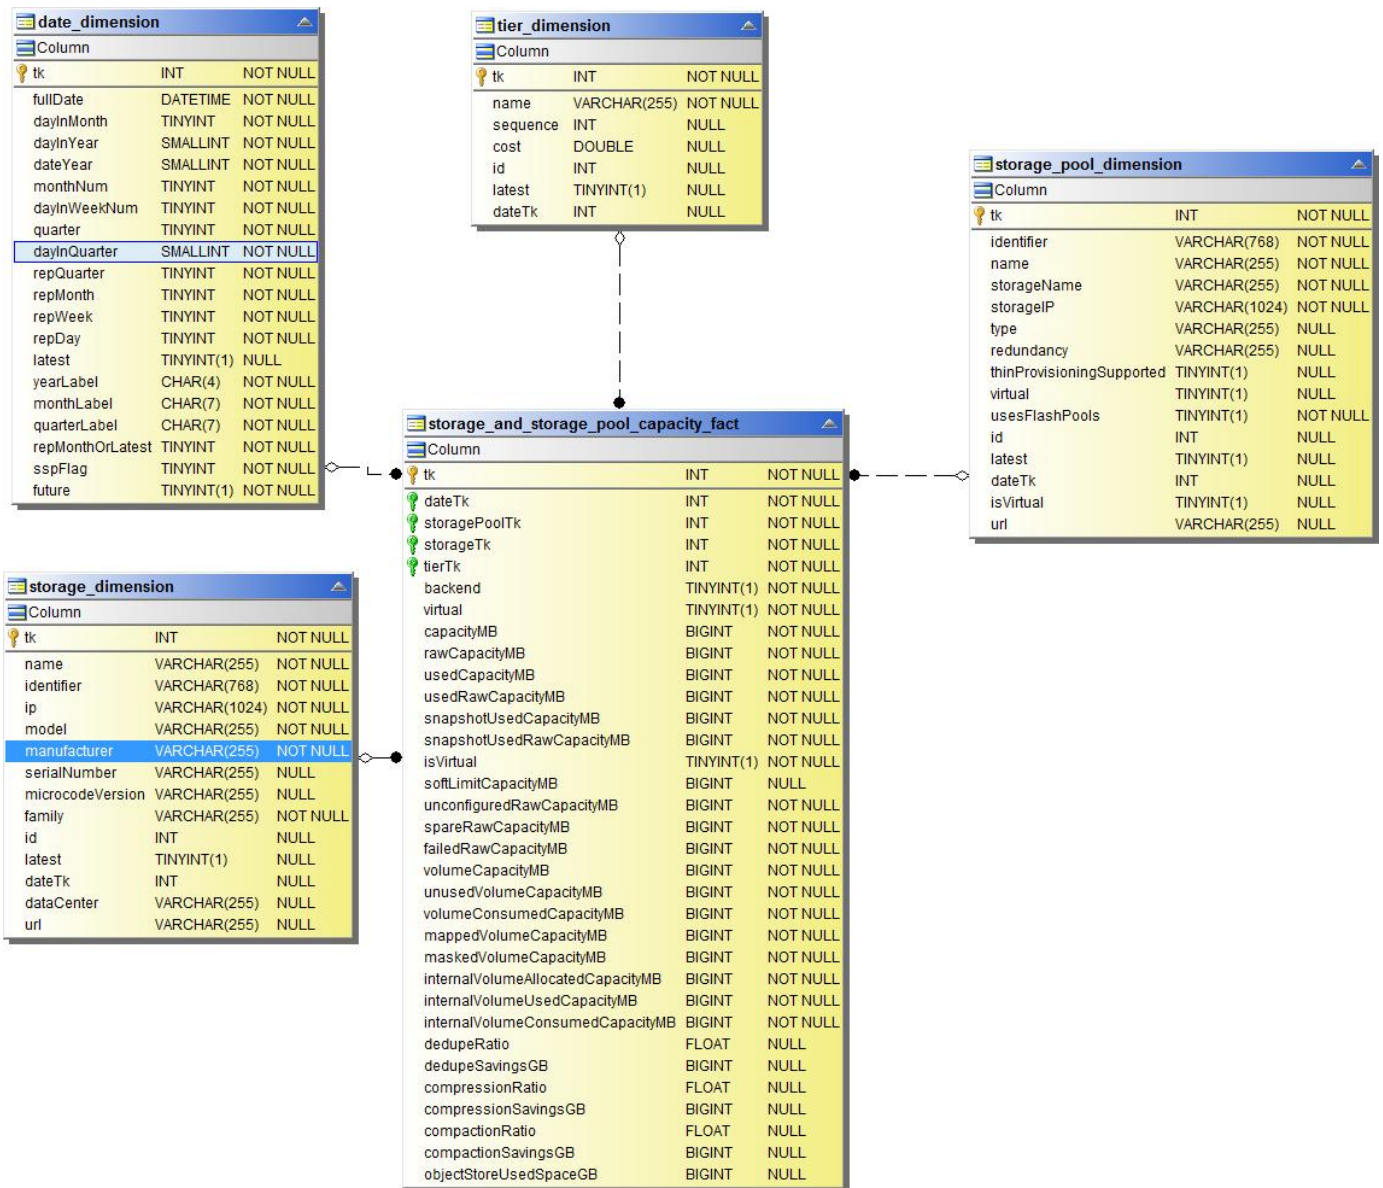 date_dimension
Column
tk INT NOT NULL
fullDate DATETIME NOT NULL
dayInMonth TINYINT NOT NULL
dayInYear SMALLINT NOT NULL
dateYear SMALLINT NOT NULL
monthNum TINYINT NOT NULL
dayInWeekNum TINYINT NOT NULL
quarter TINYINT NOT NULL
dayInQuarter SMALLINT NOT NULL
repQuarter TINYINT NOT NULL
repMonth TINYINT NOT NULL
repWeek TINYINT NOT NULL
repDay TINYINT NOT NULL
latest TINYINT(1) NULL
yearLabel CHAR(4) NOT NULL
monthLabel CHAR(7) NOT NULL
quarterLabel CHAR(7) NOT NULL
repMonthOrLatest TINYINT NOT NULL
sspFlag TINYINT NOT NULL
future TINYINT(1) NOT NULL
tier_dimension
Column
tk INT NOT NULL
name VARCHAR(255) NOT NULL
sequence INT NULL
cost DOUBLE NULL
id INT NULL
latest TINYINT(1) NULL
dateTk INT NULL
storage_pool_dimension
Column
tk INT NOT NULL
identifier VARCHAR(768) NOT NULL
name VARCHAR(255) NOT NULL
storageName VARCHAR(255) NOT NULL
storageIP VARCHAR(1024) NOT NULL
type VARCHAR(255) NULL
redundancy VARCHAR(255) NULL
thinProvisioningSupported TINYINT(1) NULL
virtual TINYINT(1) NULL
usesFlashPools TINYINT(1) NOT NULL
id INT NULL
latest TINYINT(1) NULL
dateTk INT NULL
isVirtual TINYINT(1) NULL
url VARCHAR(255) NULL
storage_and_storage_pool_capacity_fact
Column
tk INT NOT NULL
dateTk INT NOT NULL
storagePoolTk INT NOT NULL
storageTk INT NOT NULL
tierTk INT NOT NULL
backend TINYINT(1) NOT NULL
virtual TINYINT(1) NOT NULL
capacityMB BIGINT NOT NULL
rawCapacityMB BIGINT NOT NULL
usedCapacityMB BIGINT NOT NULL
usedRawCapacityMB BIGINT NOT NULL
snapshotUsedCapacityMB BIGINT NOT NULL
snapshotUsedRawCapacityMB BIGINT NOT NULL
isVirtual TINYINT(1) NOT NULL
softLimitCapacityMB BIGINT NULL
unconfiguredRawCapacityMB BIGINT NOT NULL
spareRawCapacityMB BIGINT NOT NULL
failedRawCapacityMB BIGINT NOT NULL
volumeCapacityMB BIGINT NOT NULL
unusedVolumeCapacityMB BIGINT NOT NULL
volumeConsumedCapacityMB BIGINT NOT NULL
mappedVolumeCapacityMB BIGINT NOT NULL
maskedVolumeCapacityMB BIGINT NOT NULL
internalVolumeAllocatedCapacityMB BIGINT NOT NULL
internalVolumeUsedCapacityMB BIGINT NOT NULL
internalVolumeConsumedCapacityMB BIGINT NOT NULL
dedupeRatio FLOAT NULL
dedupeSavingsGB BIGINT NULL
compressionRatio FLOAT NULL
compressionSavingsGB BIGINT NULL
compactionRatio FLOAT NULL
compactionSavingsGB BIGINT NULL
objectStoreUsedSpaceGB BIGINT NULL
storage_dimension
Column
tk INT NOT NULL
name VARCHAR(255) NOT NULL
identifier VARCHAR(768) NOT NULL
ip VARCHAR(1024) NOT NULL
model VARCHAR(255) NOT NULL
manufacturer VARCHAR(255) NOT NULL
serialNumber VARCHAR(255) NULL
microcodeVersion VARCHAR(255) NULL
family VARCHAR(255) NOT NULL
id INT NULL
latest TINYINT(1) NULL
dateTk INT NULL
dataCenter VARCHAR(255) NULL
url VARCHAR(255) NULL